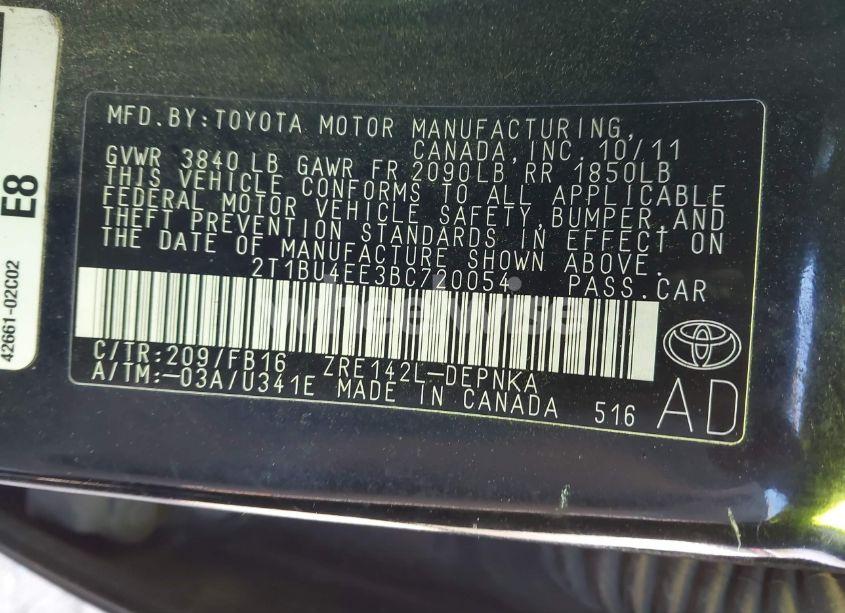 MFD.BY:TOYOTA MOTOR MANUFACTURING,
CANADA,INC. 10/11
GVWR 3840 LB GAWR FR 2090LB RR 1850LB
THIS VEHICLE CONFORMS TO ALL APPLICABLE
FEDERAL MOTOR VEHICLE SAFETY,BUMPER,AND
THEFT PREVENTION STANDARDS IN EFFECT ON
THE DATE OF MANUFACTURE SHOWN ABOVE.
2T1BU4EE3BC720054 PASS.CAR
C/TR:209/FB16 ZRE142L-DEPNKA
A/TM:-03A/U341E MADE IN CANADA 516 AD
E8
42661-02C02